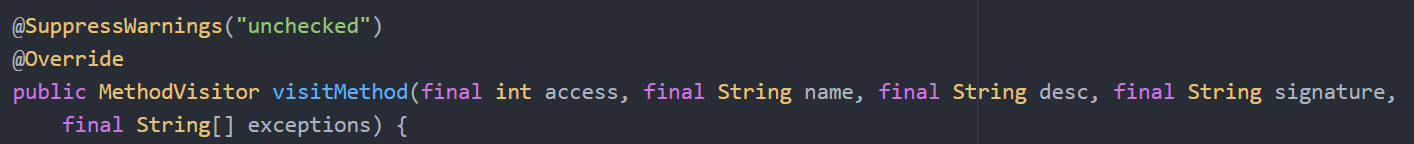 @SuppressWarnings("unchecked")
@Override
public MethodVisitor visitMethod(final int access, final String name, final String desc, final String signature,
    final String[] exceptions) {